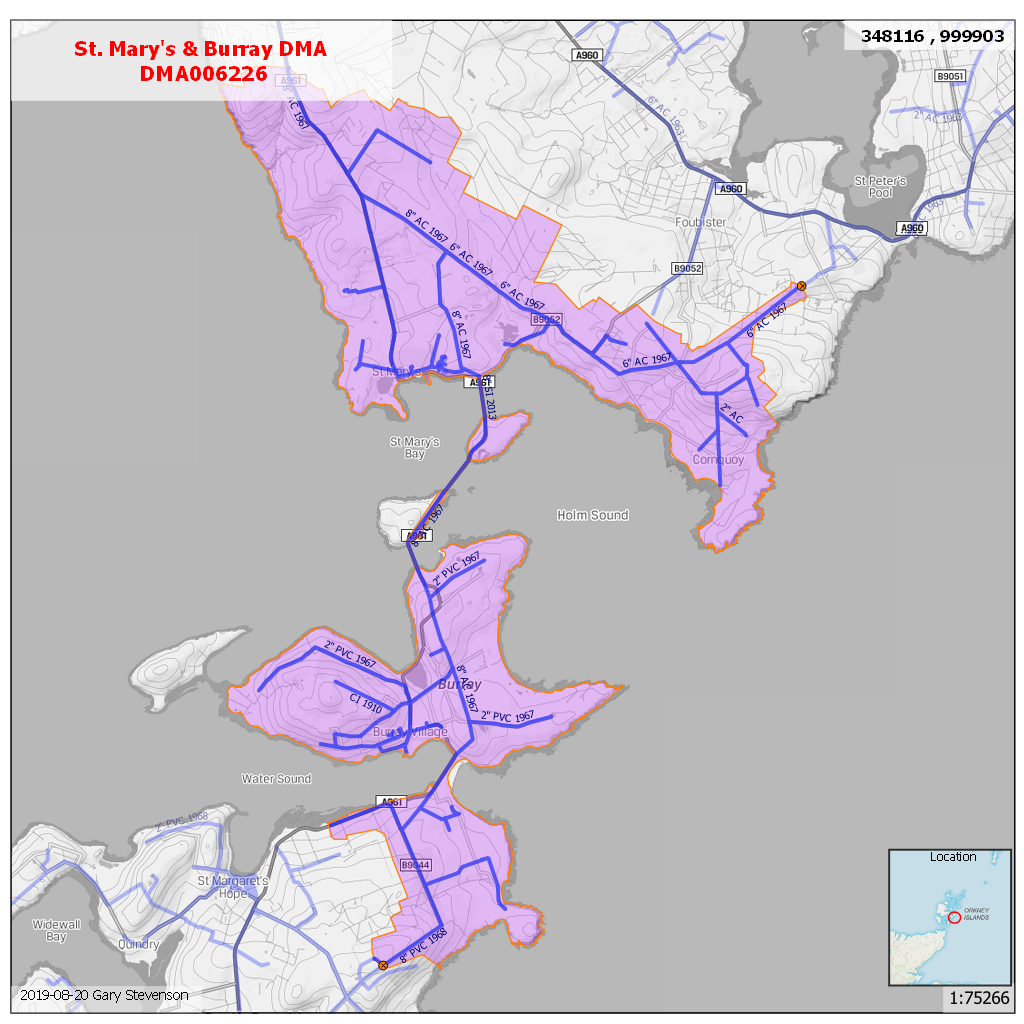 St. Mary's & Burray DMA
DMA006226
348116 , 999903
A960
B9051
A961
8" AC 1967
6" AC 1963
2" AC 1963
St Peter's
Pool
A960
1963
Foubister
A960
8" AC 1967
6" AC 1967
B9052
6" AC 1967
B9052
6" AC 1967
8" AC 1967
6" AC 1967
St Mary's
A961
2013
2" AC
St Mary's
Bay
Cornquoy
Holm Sound
8" AC 1967
A961
2" PVC 1967
2" PVC 1967
8" AC 1967
Burray
CI 1910
2" PVC 1967
Burray Village
Water Sound
A961
2" PVC 1968
B9044
St Margaret's
Hope
Widewall
Bay
Quindry
8" PVC 1968
Location
ORKNEY
ISLANDS
2019-08-20 Gary Stevenson
1:75266